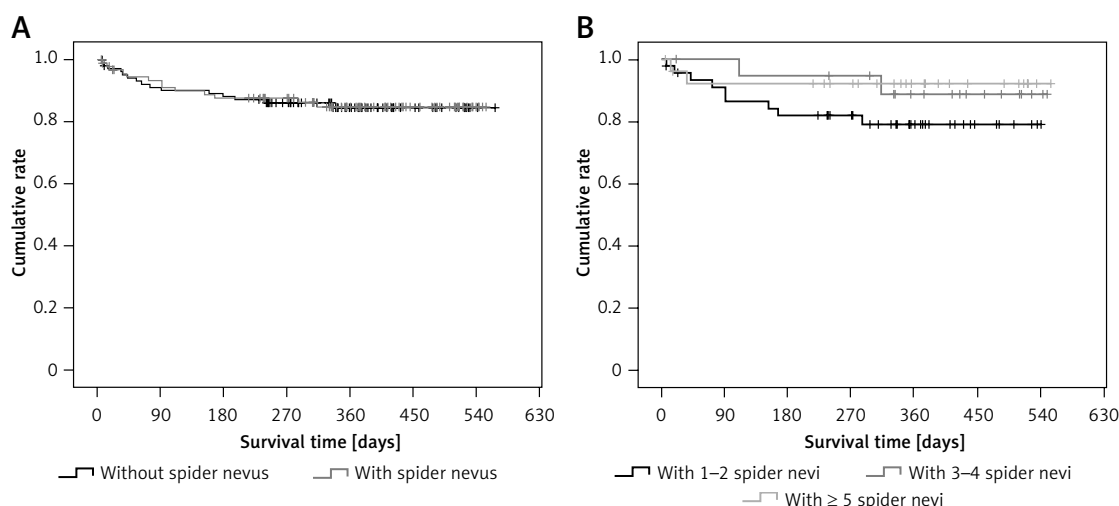 A
Cumulative rate
1.0
0.8
0.6
0.4
0.2
0
0 90 180 270 360 450 540 630
Survival time [days]
Without spider nevus With spider nevus
B
Cumulative rate
1.0
0.8
0.6
0.4
0.2
0
0 90 180 270 360 450 540 630
Survival time [days]
With 1–2 spider nevi With 3–4 spider nevi
With ≥ 5 spider nevi